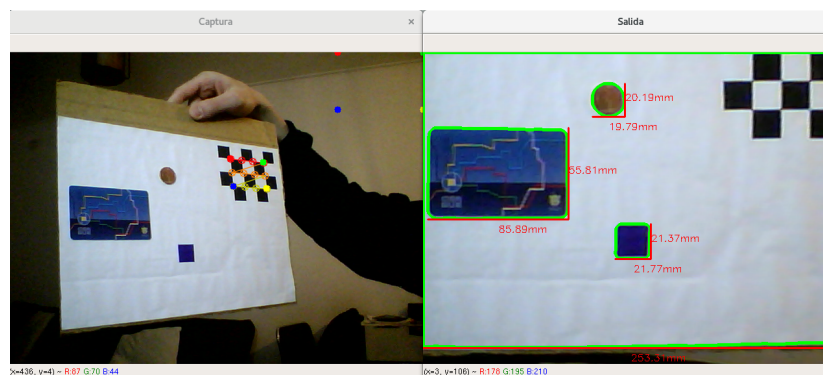 Captura
×
Salida
20.19mm
19.79mm
55.81mm
85.89mm
21.37mm
21.77mm
(x=436, y=4) ~ R:87 G:70 B:44
(x=3, y=106) ~ R:178 G:195 B:210